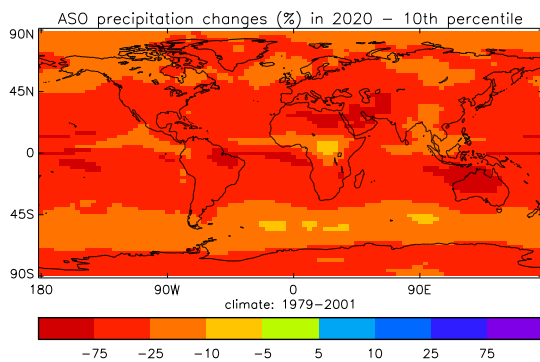 ASO precipitation changes (%) in 2020 - 10th percentile
90N
45N
0
45S
90S
180 90W 0 90E
climate: 1979-2001
-75 -25 -10 -5 5 10 25 75